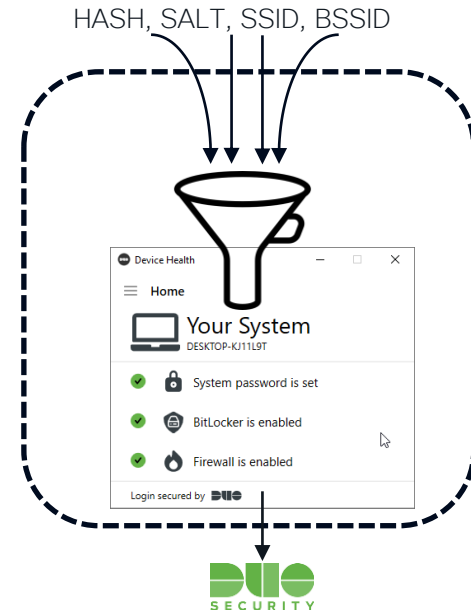 HASH, SALT, SSID, BSSID
Device Health
Home
Your System
DESKTOP-KJ11L9T
System password is set
BitLocker is enabled
Firewall is enabled
Login secured by DUO
DUO
SECURITY